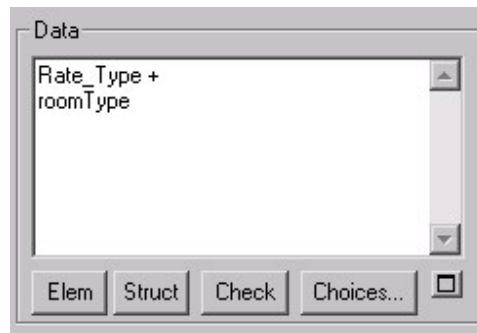 Data
Rate_Type +
roomType
Elem
Struct
Check
Choices...